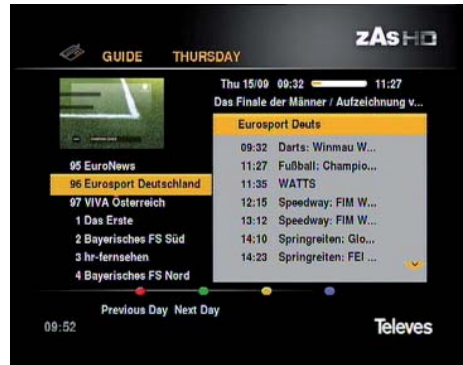 zAs HD
GUIDE THURSDAY
Thu 15/09 09:32 11:27
Das Finale der Männer / Aufzeichnung v...
Eurosport Deuts
09:32 Darts: Winmau W...
11:27 Fußball: Champio...
11:35 WATTS
12:15 Speedway: FIM W...
13:12 Speedway: FIM W...
14:10 Springreiten: Glo...
14:23 Springreiten: FEI ...
95 EuroNews
96 Eurosport Deutschland
97 VIVA Österreich
1 Das Erste
2 Bayerisches FS Süd
3 hr-fernsehen
4 Bayerisches FS Nord
Previous Day Next Day
09:52
Televes